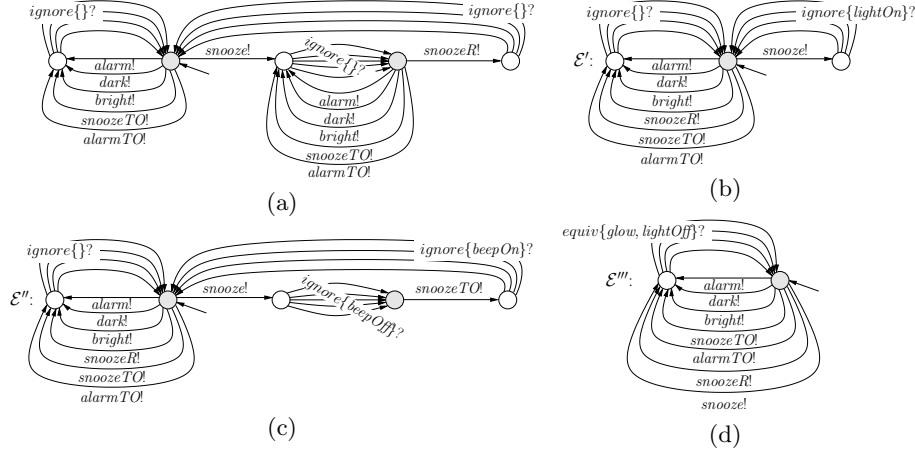 ignore{}?
snooze!
alarm!
dark!
bright!
snoozeTO!
alarmTO!
ignore{}?
alarm!
dark!
bright!
snoozeTO!
alarmTO!
snoozeR!
ignore{}?
(a)
ℰ′:
ignore{}?
snooze!
ignore{lightOn}?
alarm!
dark!
bright!
snoozeR!
snoozeTO!
alarmTO!
(b)
ℰ″:
ignore{}?
snooze!
alarm!
dark!
bright!
snoozeR!
snoozeTO!
alarmTO!
ignore{beepOff}?
snoozeTO!
ignore{beepOn}?
(c)
ℰ‴:
equiv{glow, lightOff}?
alarm!
dark!
bright!
snoozeTO!
alarmTO!
snoozeR!
snooze!
(d)